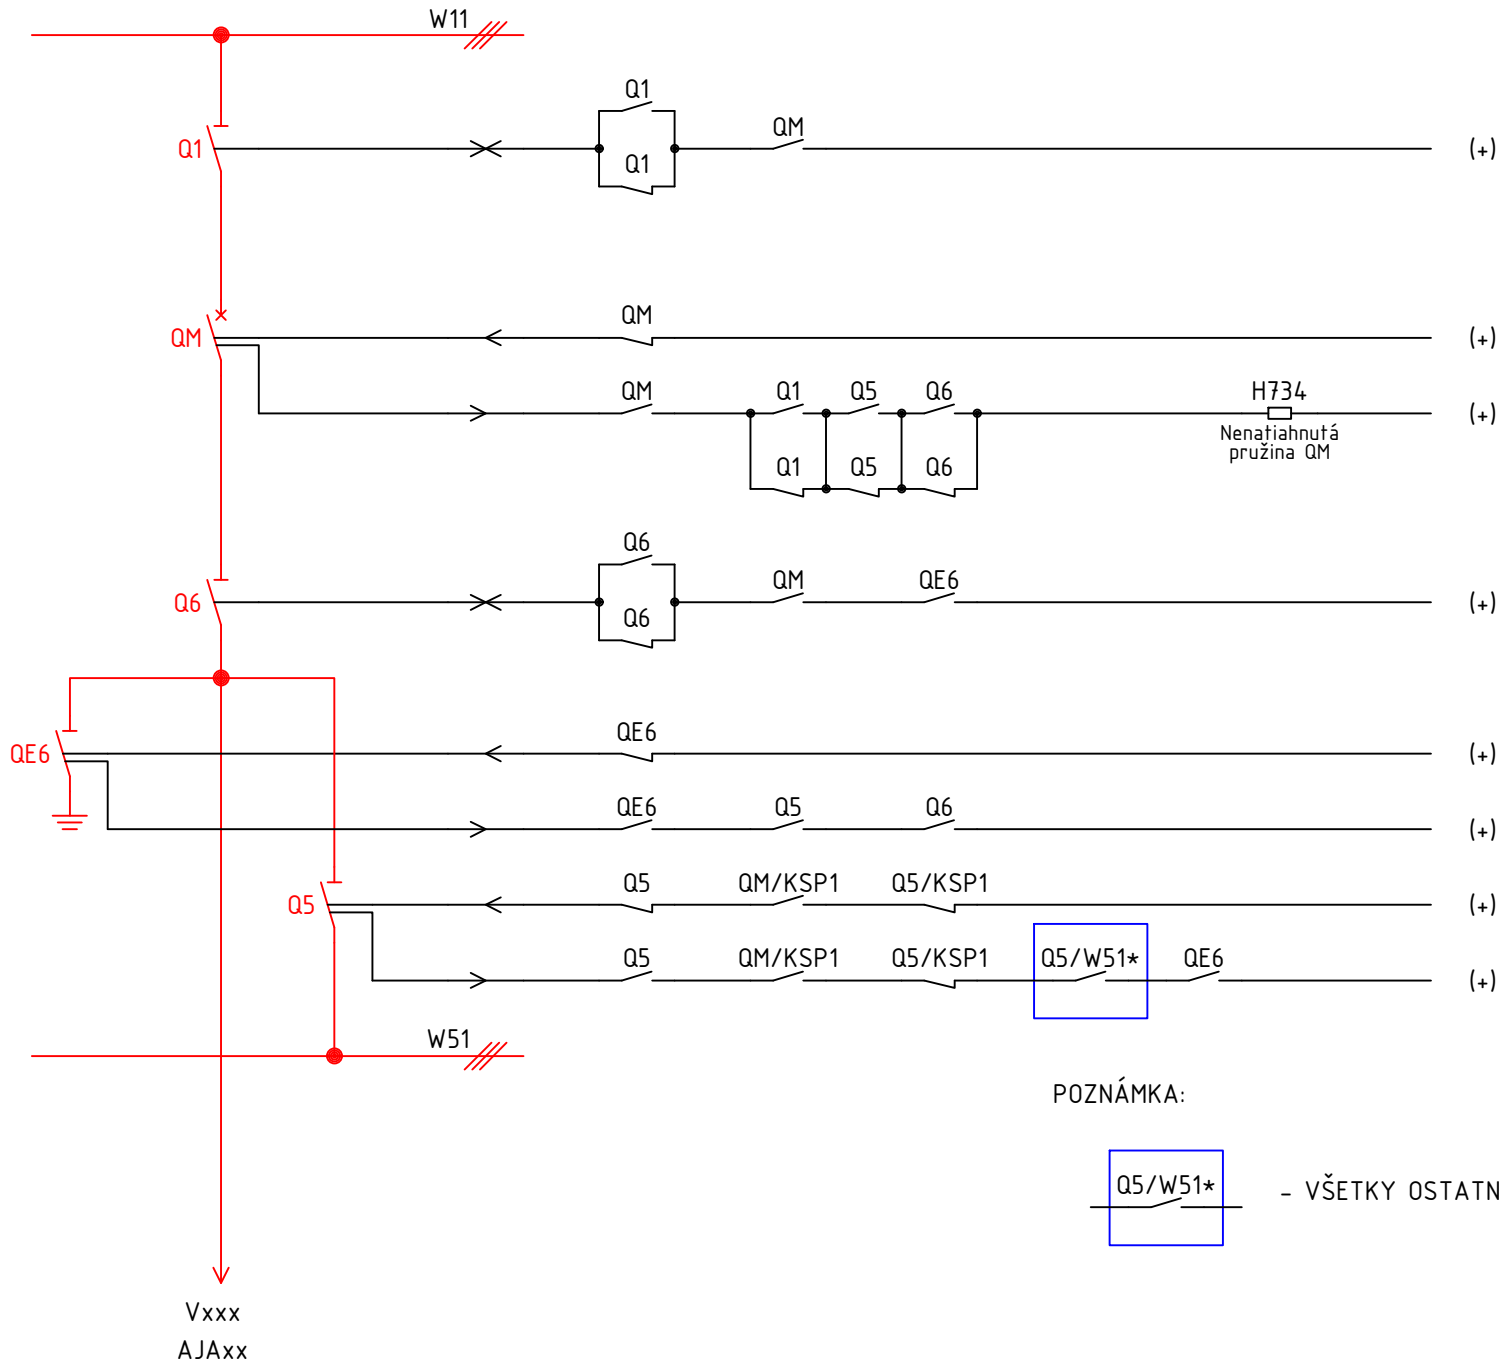 W11
Q1
Q1
QM
Q1
Q1
(+)
QM
QM
(+)
QM
Q1
Q5
Q6
H734
(+)
Nenatiahnutá
pružina QM
Q1
Q5
Q6
Q6
Q6
QM
QE6
Q6
(+)
QE6
QE6
(+)
QE6
Q5
Q6
(+)
Q5
Q5
QM/KSP1
Q5/KSP1
(+)
Q5
QM/KSP1
Q5/KSP1
Q5/W51*
QE6
(+)
W51
POZNÁMKA:
Q5/W51*
- VŠETKY OSTATN
Vxxx
AJAxx